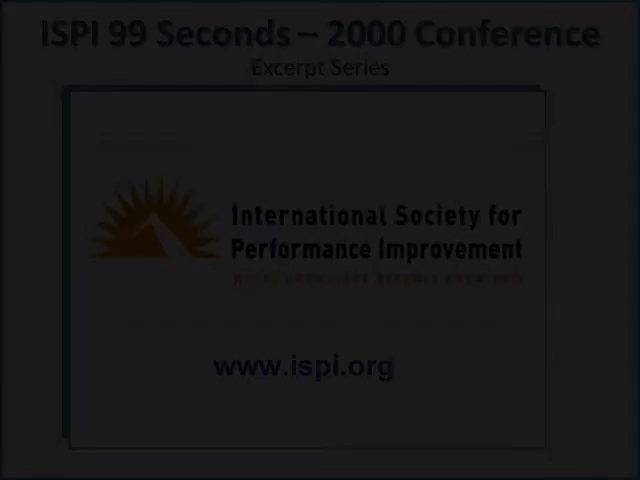 ISPI 99 Seconds – 2000 Conference
Excerpt Series
International Society for
Performance Improvement
www.ispi.org